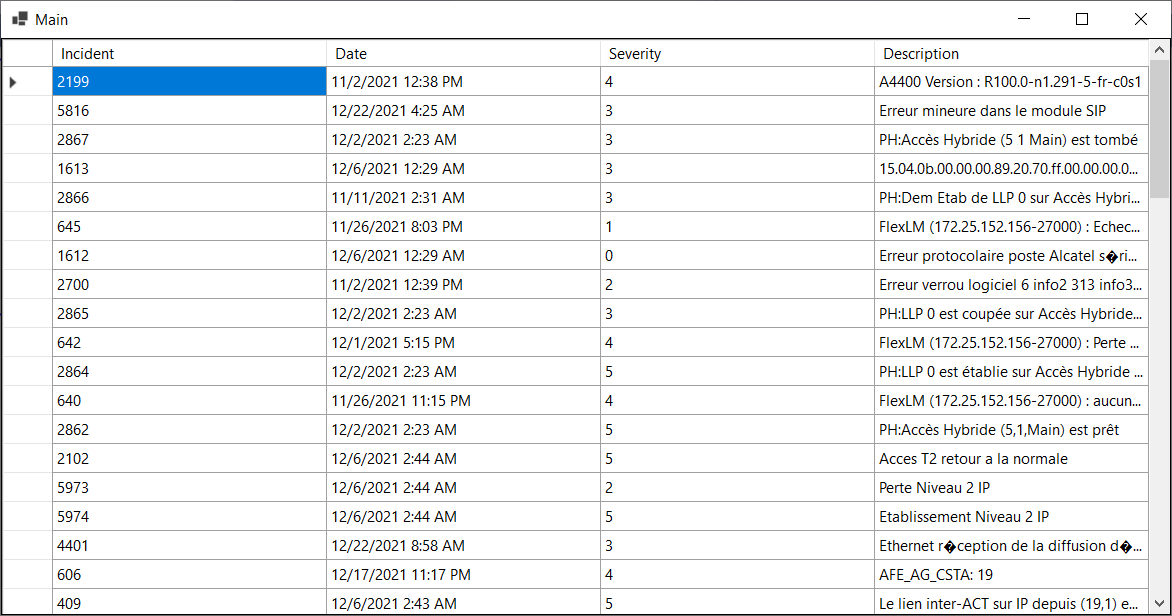 Main
Incident Date Severity Description
2199 11/2/2021 12:38 PM 4 A4400 Version : R100.0-n1.291-5-fr-c0s1
5816 12/22/2021 4:25 AM 3 Erreur mineure dans le module SIP
2867 12/2/2021 2:23 AM 3 PH:Accès Hybride (5 1 Main) est tombé
1613 12/6/2021 12:29 AM 3 15.04.0b.00.00.00.89.20.70.ff.00.00.00.0...
2866 11/11/2021 2:31 AM 3 PH:Dem Etab de LLP 0 sur Accès Hybri...
645 11/26/2021 8:03 PM 1 FlexLM (172.25.152.156-27000) : Echec...
1612 12/6/2021 12:29 AM 0 Erreur protocolaire poste Alcatel s�ri...
2700 11/2/2021 12:39 PM 2 Erreur verrou logiciel 6 info2 313 info3...
2865 12/2/2021 2:23 AM 3 PH:LLP 0 est coupée sur Accès Hybride...
642 12/1/2021 5:15 PM 4 FlexLM (172.25.152.156-27000) : Perte ...
2864 12/2/2021 2:23 AM 5 PH:LLP 0 est établie sur Accès Hybride ...
640 11/26/2021 11:15 PM 4 FlexLM (172.25.152.156-27000) : aucun...
2862 12/2/2021 2:23 AM 5 PH:Accès Hybride (5,1,Main) est prêt
2102 12/6/2021 2:44 AM 5 Acces T2 retour a la normale
5973 12/6/2021 2:44 AM 2 Perte Niveau 2 IP
5974 12/6/2021 2:44 AM 5 Etablissement Niveau 2 IP
4401 12/22/2021 8:58 AM 3 Ethernet r�ception de la diffusion d�...
606 12/17/2021 11:17 PM 4 AFE_AG_CSTA: 19
409 12/6/2021 2:43 AM 5 Le lien inter-ACT sur IP depuis (19,1) e...